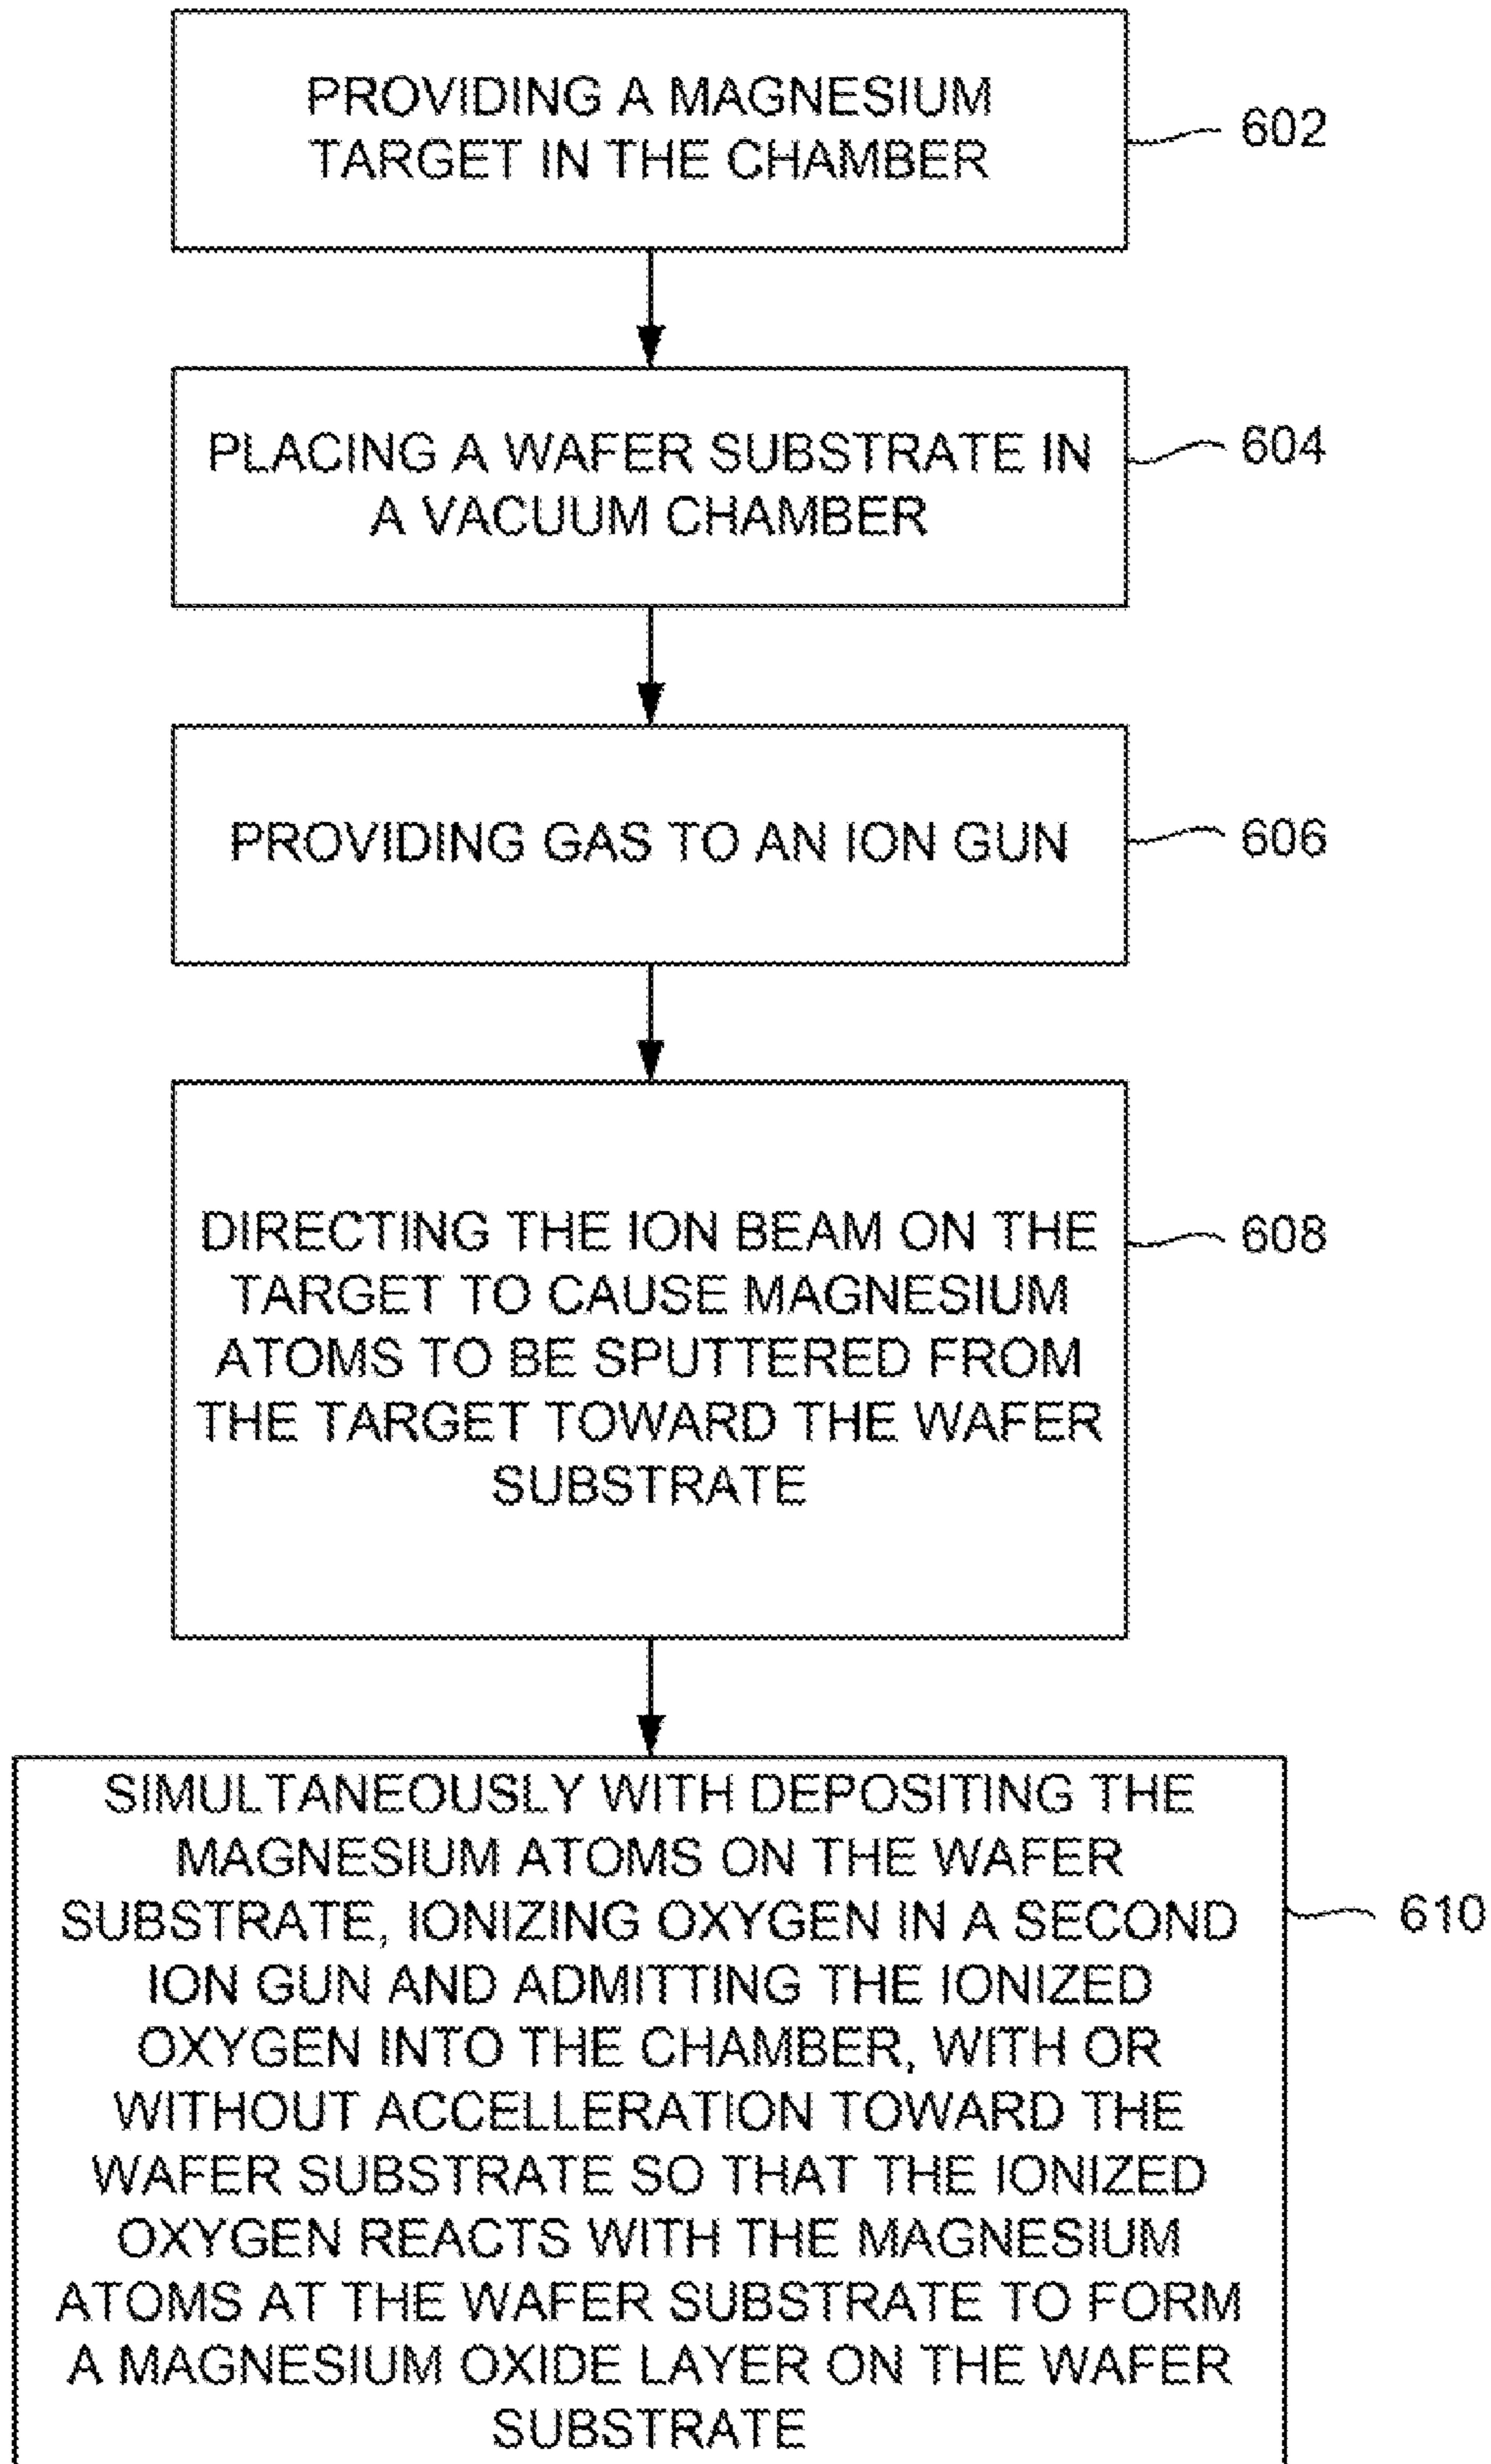 PROVIDING A MAGNESIUM
TARGET IN THE CHAMBER
602
PLACING A WAFER SUBSTRATE IN
A VACUUM CHAMBER
604
PROVIDING GAS TO AN ION GUN
606
DIRECTING THE ION BEAM ON THE
TARGET TO CAUSE MAGNESIUM
ATOMS TO BE SPUTTERED FROM
THE TARGET TOWARD THE WAFER
SUBSTRATE
608
SIMULTANEOUSLY WITH DEPOSITING THE
MAGNESIUM ATOMS ON THE WAFER
SUBSTRATE, IONIZING OXYGEN IN A SECOND
ION GUN AND ADMITTING THE IONIZED
OXYGEN INTO THE CHAMBER, WITH OR
WITHOUT ACCELLERATION TOWARD THE
WAFER SUBSTRATE SO THAT THE IONIZED
OXYGEN REACTS WITH THE MAGNESIUM
ATOMS AT THE WAFER SUBSTRATE TO FORM
A MAGNESIUM OXIDE LAYER ON THE WAFER
SUBSTRATE
610